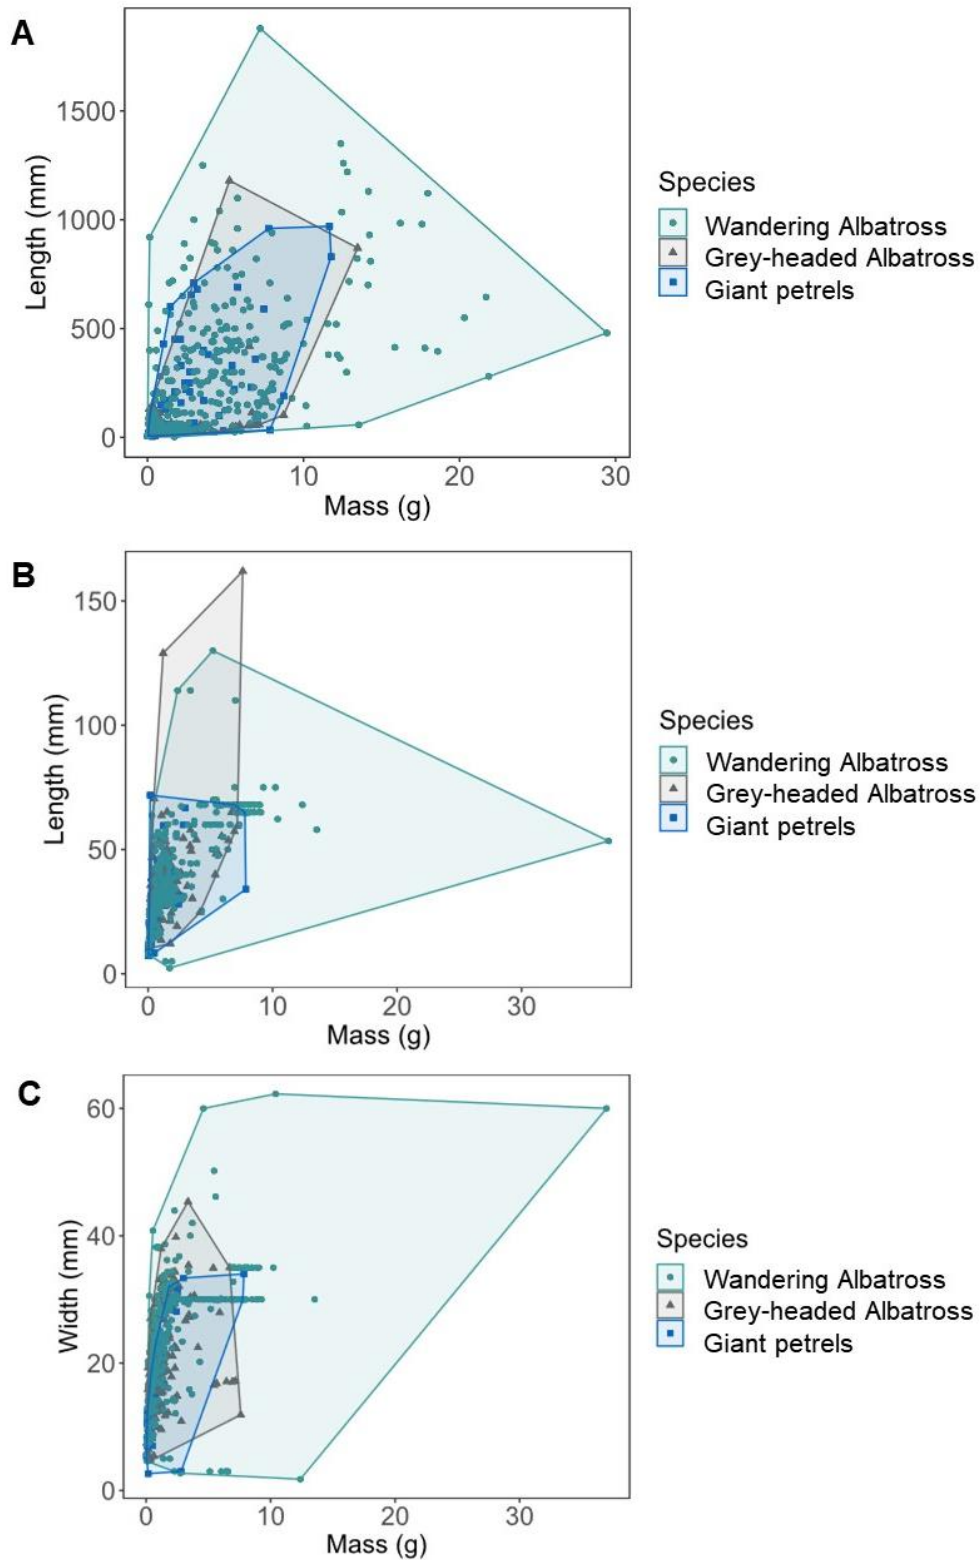 A
Length (mm)
1500
1000
500
0
0 10 20 30
Mass (g)
Species
Wandering Albatross
Grey-headed Albatross
Giant petrels
B
Length (mm)
150
100
50
0
0 10 20 30
Mass (g)
Species
Wandering Albatross
Grey-headed Albatross
Giant petrels
C
Width (mm)
60
40
20
0
0 10 20 30
Mass (g)
Species
Wandering Albatross
Grey-headed Albatross
Giant petrels